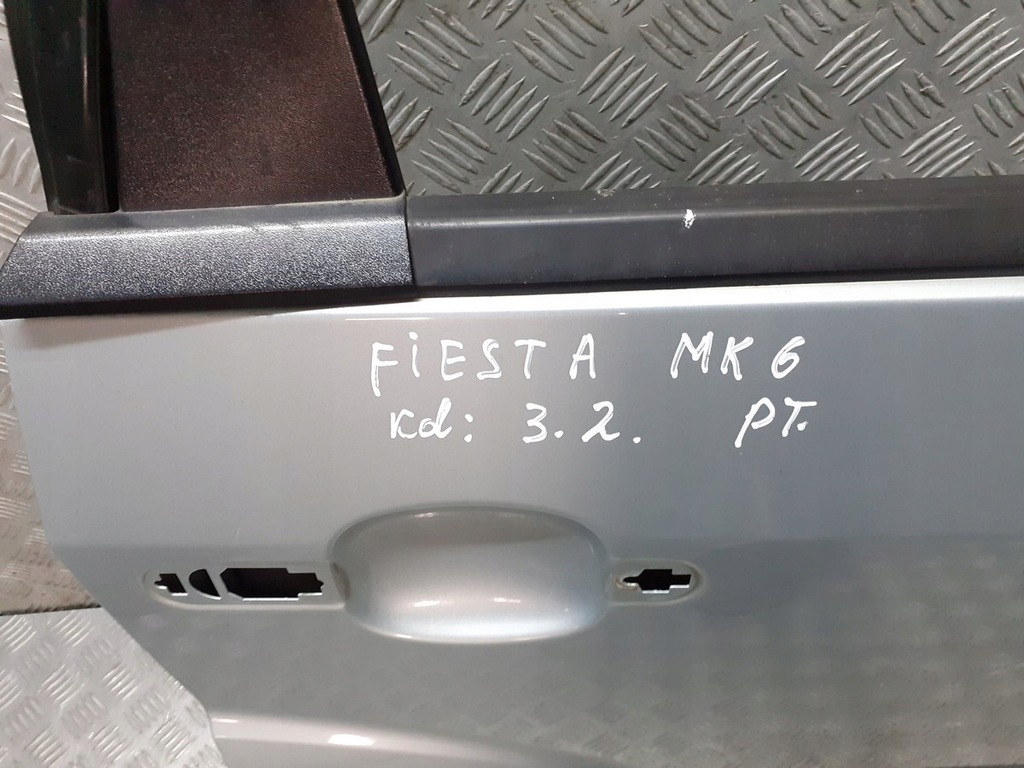 FiESTA MK6
Kd: 3.2. PT.